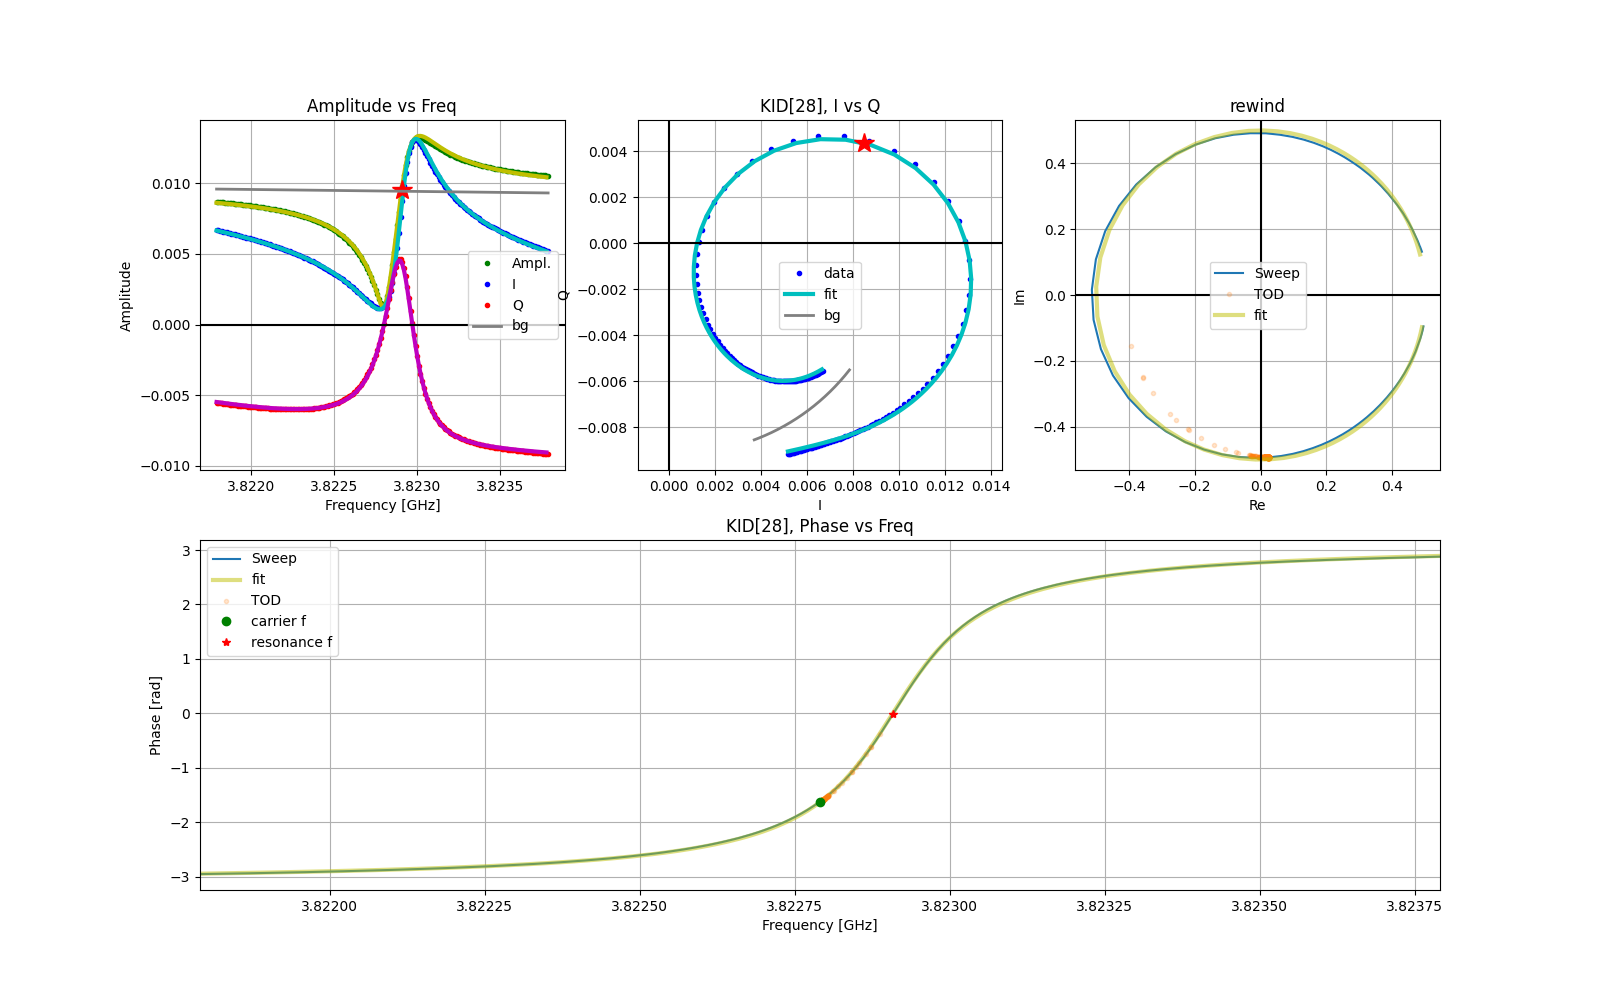 Amplitude vs Freq
Amplitude
0.010
0.005
0.000
−0.005
−0.010
3.8220
3.8225
3.8230
3.8235
Frequency [GHz]
Ampl.
I
Q
bg
KID[28], I vs Q
Q
0.004
0.002
0.000
−0.002
−0.004
−0.006
−0.008
0.000
0.002
0.004
0.006
0.008
0.010
0.012
0.014
I
data
fit
bg
rewind
Im
0.4
0.2
0.0
−0.2
−0.4
−0.4
−0.2
0.0
0.2
0.4
Re
Sweep
TOD
fit
KID[28], Phase vs Freq
Phase [rad]
3
2
1
0
−1
−2
−3
3.82200
3.82225
3.82250
3.82275
3.82300
3.82325
3.82350
3.82375
Frequency [GHz]
Sweep
fit
TOD
carrier f
resonance f